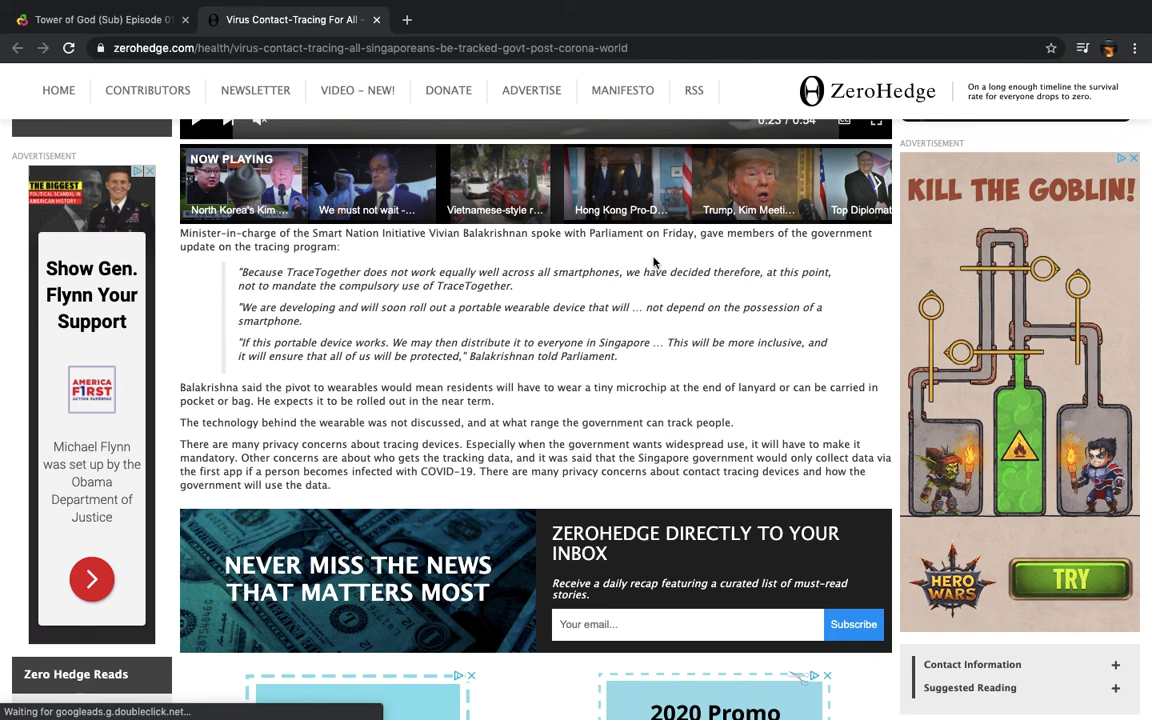 Tower of God (Sub) Episode 01
Virus Contact-Tracing For All -
zerohedge.com/health/virus-contact-tracing-all-singaporeans-be-tracked-govt-post-corona-world
HOME
CONTRIBUTORS
NEWSLETTER
VIDEO - NEW!
DONATE
ADVERTISE
MANIFESTO
RSS
ZeroHedge
On a long enough timeline the survival
rate for everyone drops to zero.
0:23 / 0:54
ADVERTISEMENT
THE BIGGEST
POLITICAL SCANDAL IN
AMERICAN HISTORY
Show Gen.
Flynn Your
Support
AMERICA
F1RST
ACTION SUPERPAC
Michael Flynn
was set up by the
Obama
Department of
Justice
Zero Hedge Reads
NOW PLAYING
North Korea's Kim ...
We must not wait -...
Vietnamese-style r...
Hong Kong Pro-D...
Trump, Kim Meeti...
Top Diplomat
Minister-in-charge of the Smart Nation Initiative Vivian Balakrishnan spoke with Parliament on Friday, gave members of the government
update on the tracing program:
"Because TraceTogether does not work equally well across all smartphones, we have decided therefore, at this point,
not to mandate the compulsory use of TraceTogether.
"We are developing and will soon roll out a portable wearable device that will ... not depend on the possession of a
smartphone.
"If this portable device works. We may then distribute it to everyone in Singapore ... This will be more inclusive, and
it will ensure that all of us will be protected," Balakrishnan told Parliament.
Balakrishna said the pivot to wearables would mean residents will have to wear a tiny microchip at the end of lanyard or can be carried in
pocket or bag. He expects it to be rolled out in the near term.
The technology behind the wearable was not discussed, and at what range the government can track people.
There are many privacy concerns about tracing devices. Especially when the government wants widespread use, it will have to make it
mandatory. Other concerns are about who gets the tracking data, and it was said that the Singapore government would only collect data via
the first app if a person becomes infected with COVID-19. There are many privacy concerns about contact tracing devices and how the
government will use the data.
NEVER MISS THE NEWS
THAT MATTERS MOST
ZEROHEDGE DIRECTLY TO YOUR
INBOX
Receive a daily recap featuring a curated list of must-read
stories.
Your email...
Subscribe
2020 Promo
ADVERTISEMENT
KILL THE GOBLIN!
HERO
WARS
TRY
Contact Information
Suggested Reading
Waiting for googleads.g.doubleclick.net...